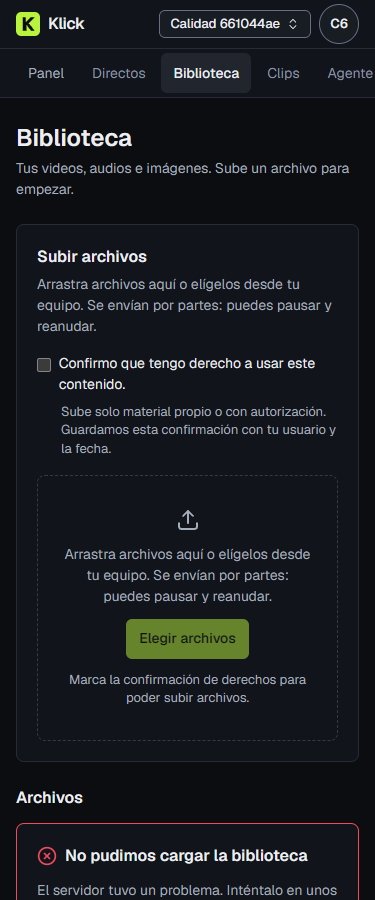 K Klick
Calidad 661044ae
C6
Panel Directos Biblioteca Clips Agente
Biblioteca
Tus videos, audios e imágenes. Sube un archivo para
empezar.
Subir archivos
Arrastra archivos aquí o elígelos desde tu
equipo. Se envían por partes: puedes pausar y
reanudar.
Confirmo que tengo derecho a usar este
contenido.
Sube solo material propio o con autorización.
Guardamos esta confirmación con tu usuario y
la fecha.
Arrastra archivos aquí o elígelos desde
tu equipo. Se envían por partes:
puedes pausar y reanudar.
Elegir archivos
Marca la confirmación de derechos para
poder subir archivos.
Archivos
No pudimos cargar la biblioteca
El servidor tuvo un problema. Inténtalo en unos